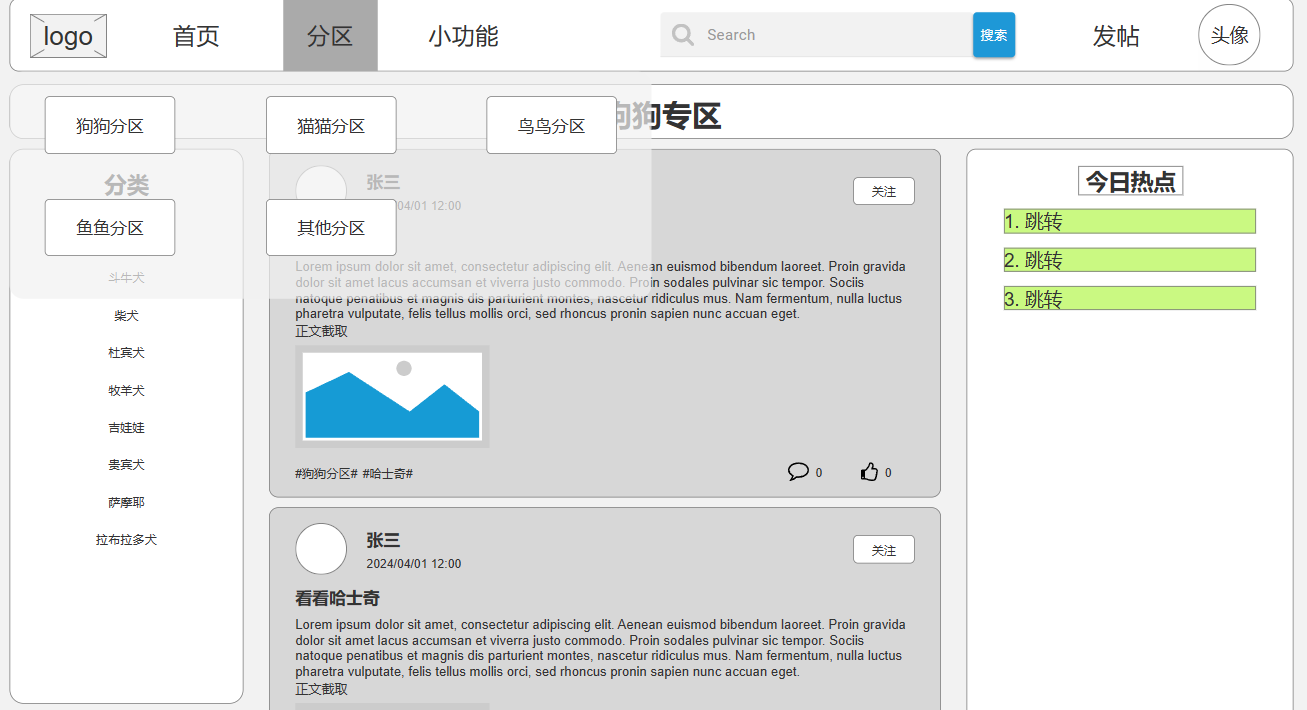 logo 首页 分区 小功能 Search 搜索 发帖 头像
狗狗专区
狗狗分区 猫猫分区 鸟鸟分区
鱼鱼分区 其他分区
分类
斗牛犬
柴犬
杜宾犬
牧羊犬
吉娃娃
贵宾犬
萨摩耶
拉布拉多犬
张三
04/01 12:00
关注
Lorem ipsum dolor sit amet, consectetur adipiscing elit. Aenean euismod bibendum laoreet. Proin gravida
dolor sit amet lacus accumsan et viverra justo commodo. Proin sodales pulvinar sic tempor. Sociis
natoque penatibus et magnis dis parturient montes, nascetur ridiculus mus. Nam fermentum, nulla luctus
pharetra vulputate, felis tellus mollis orci, sed rhoncus pronin sapien nunc accuan eget.
正文截取
#狗狗分区# #哈士奇# 0 0
张三
2024/04/01 12:00
关注
看看哈士奇
Lorem ipsum dolor sit amet, consectetur adipiscing elit. Aenean euismod bibendum laoreet. Proin gravida
dolor sit amet lacus accumsan et viverra justo commodo. Proin sodales pulvinar sic tempor. Sociis
natoque penatibus et magnis dis parturient montes, nascetur ridiculus mus. Nam fermentum, nulla luctus
pharetra vulputate, felis tellus mollis orci, sed rhoncus pronin sapien nunc accuan eget.
正文截取
今日热点
1. 跳转
2. 跳转
3. 跳转